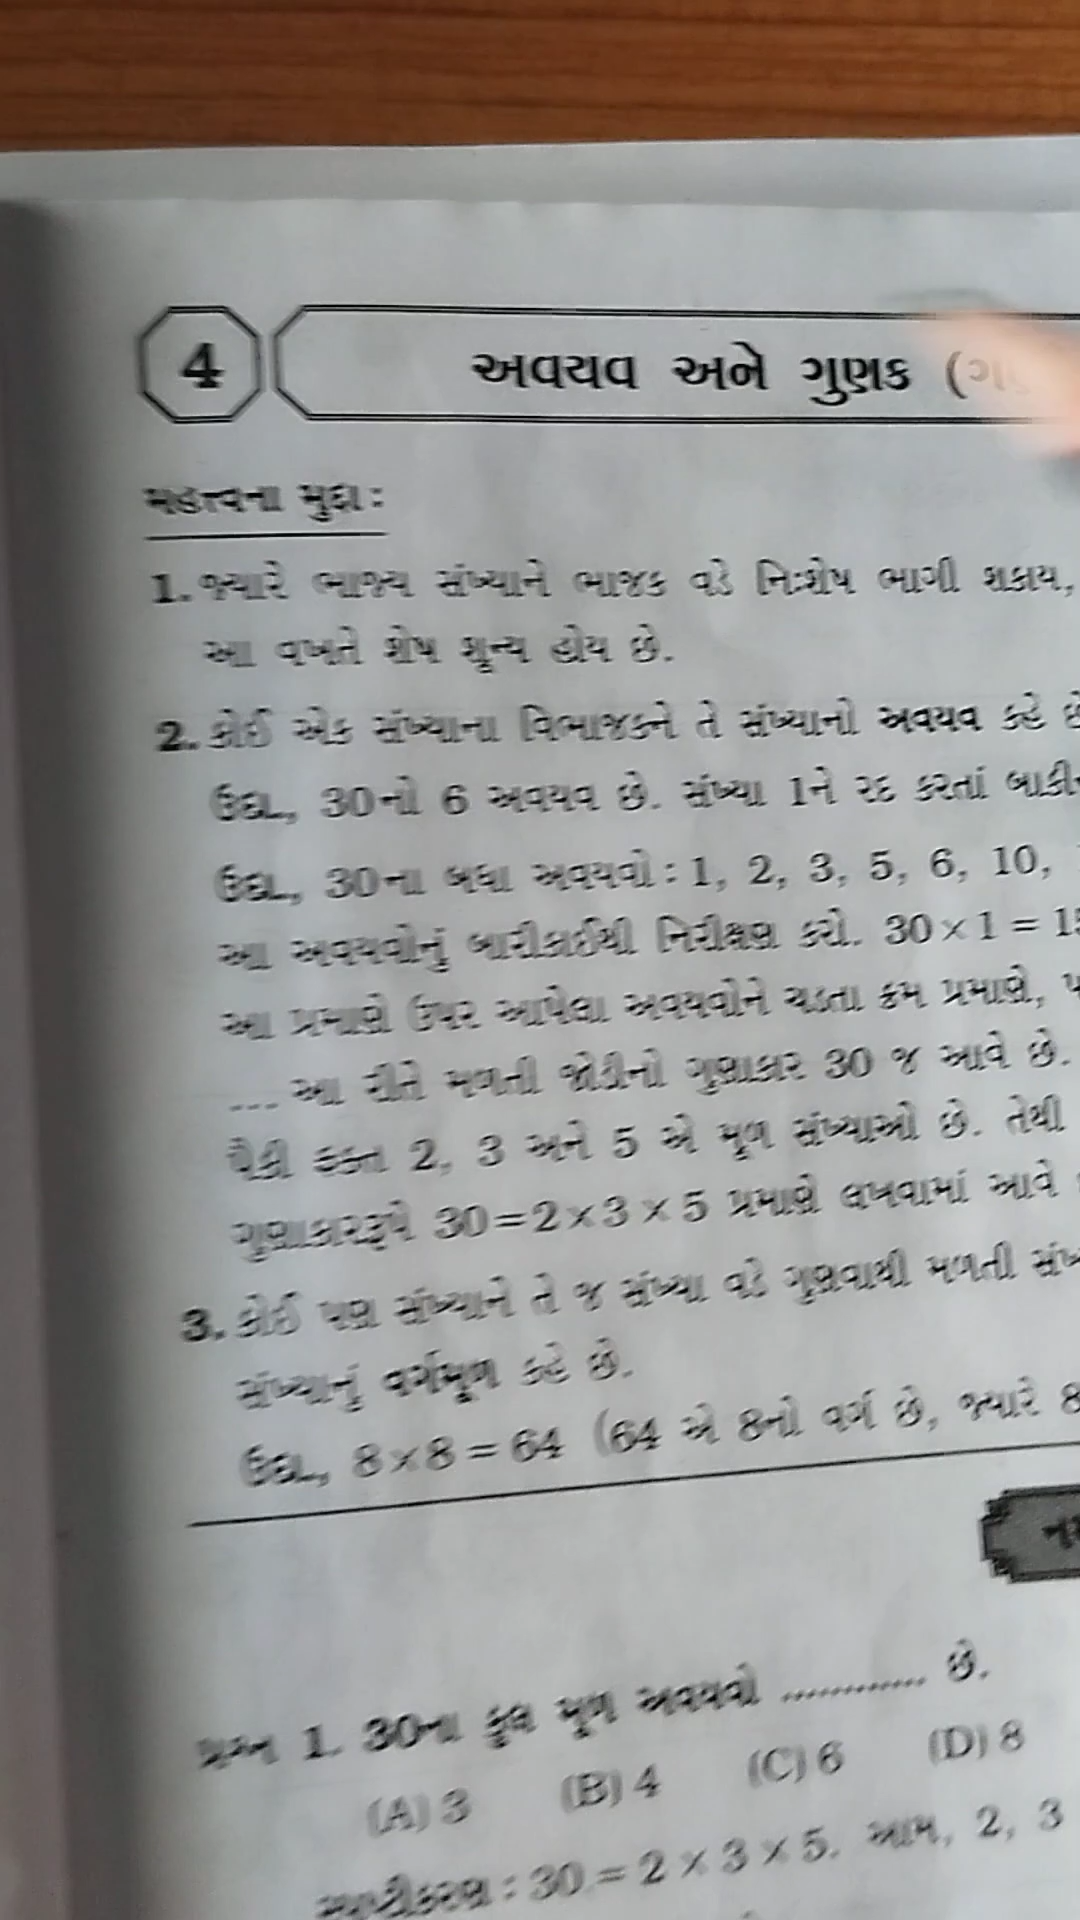 4
અવયવ અને ગુણક
મહત્ત્વના મુદ્દા :
1. જ્યારે ભાજ્ય સંખ્યાને ભાજક વડે નિઃશેષ ભાગી શકાય,
આ વખતે શેષ શૂન્ય હોય છે.
2. કોઈ એક સંખ્યાના વિભાજકને તે સંખ્યાનો અવયવ કહે છે
ઉદા., 30નો 6 અવયવ છે. સંખ્યા 1ને રદ કરતાં
ઉદા., 30ના બધા અવયવો : 1, 2, 3, 5, 6, 10,
આ અવયવોનું બારીકાઈથી નિરીક્ષણ કરો. 30 × 1 =
આ પ્રમાણે ઉપર આપેલા અવયવોને ચડતા ક્રમ પ્રમાણે,
... આ રીતે મળતી જોડીનો ગુણાકાર 30 જ આવે છે.
પૈકી ફક્ત 2, 3 અને 5 એ મૂળ સંખ્યાઓ છે. તેથી
ગુણાકારરૂપે 30 = 2 × 3 × 5 પ્રમાણે લખવામાં આવે
3. કોઈ પણ સંખ્યાને તે જ સંખ્યા વડે ગુણવાથી મળતી
સંખ્યાનું વર્ગમૂળ કહે છે.
ઉદા., 8 × 8 = 64 (64 એ 8નો વર્ગ છે, જ્યારે 8
પ્રશ્ન 1. 30ના કુલ મૂળ અવયવો ............. છે.
(A) 3 (B) 4 (C) 6 (D) 8
સ્પષ્ટીકરણ : 30 = 2 × 3 × 5. આમ, 2, 3